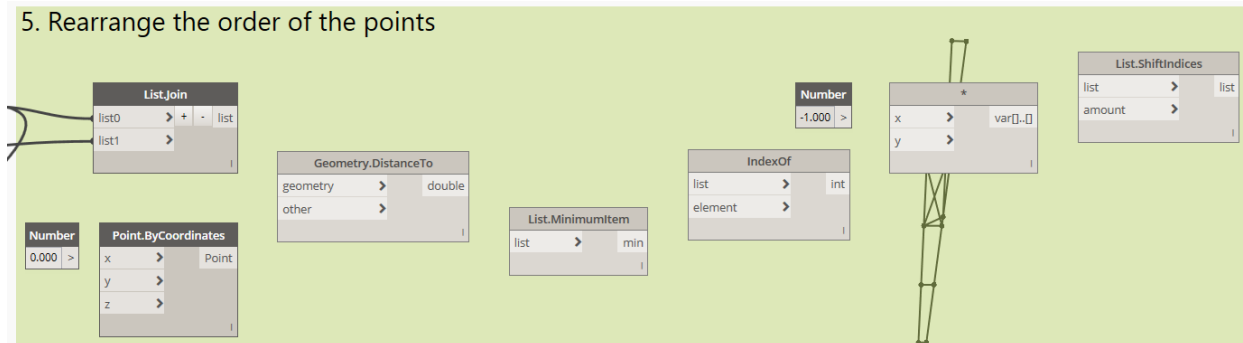 5. Rearrange the order of the points
List.Join
list0 > + - list
list1 >
Number
0.000 >
Point.ByCoordinates
x > Point
y >
z >
Geometry.DistanceTo
geometry > double
other >
List.MinimumItem
list > min
IndexOf
list > int
element >
Number
-1.000 >
*
x > var[]..[]
y >
List.ShiftIndices
list > list
amount >